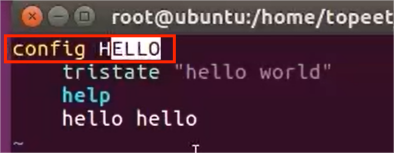 root@ubuntu:/home/topeet
config HELLO
tristate "hello world"
help
hello hello
~